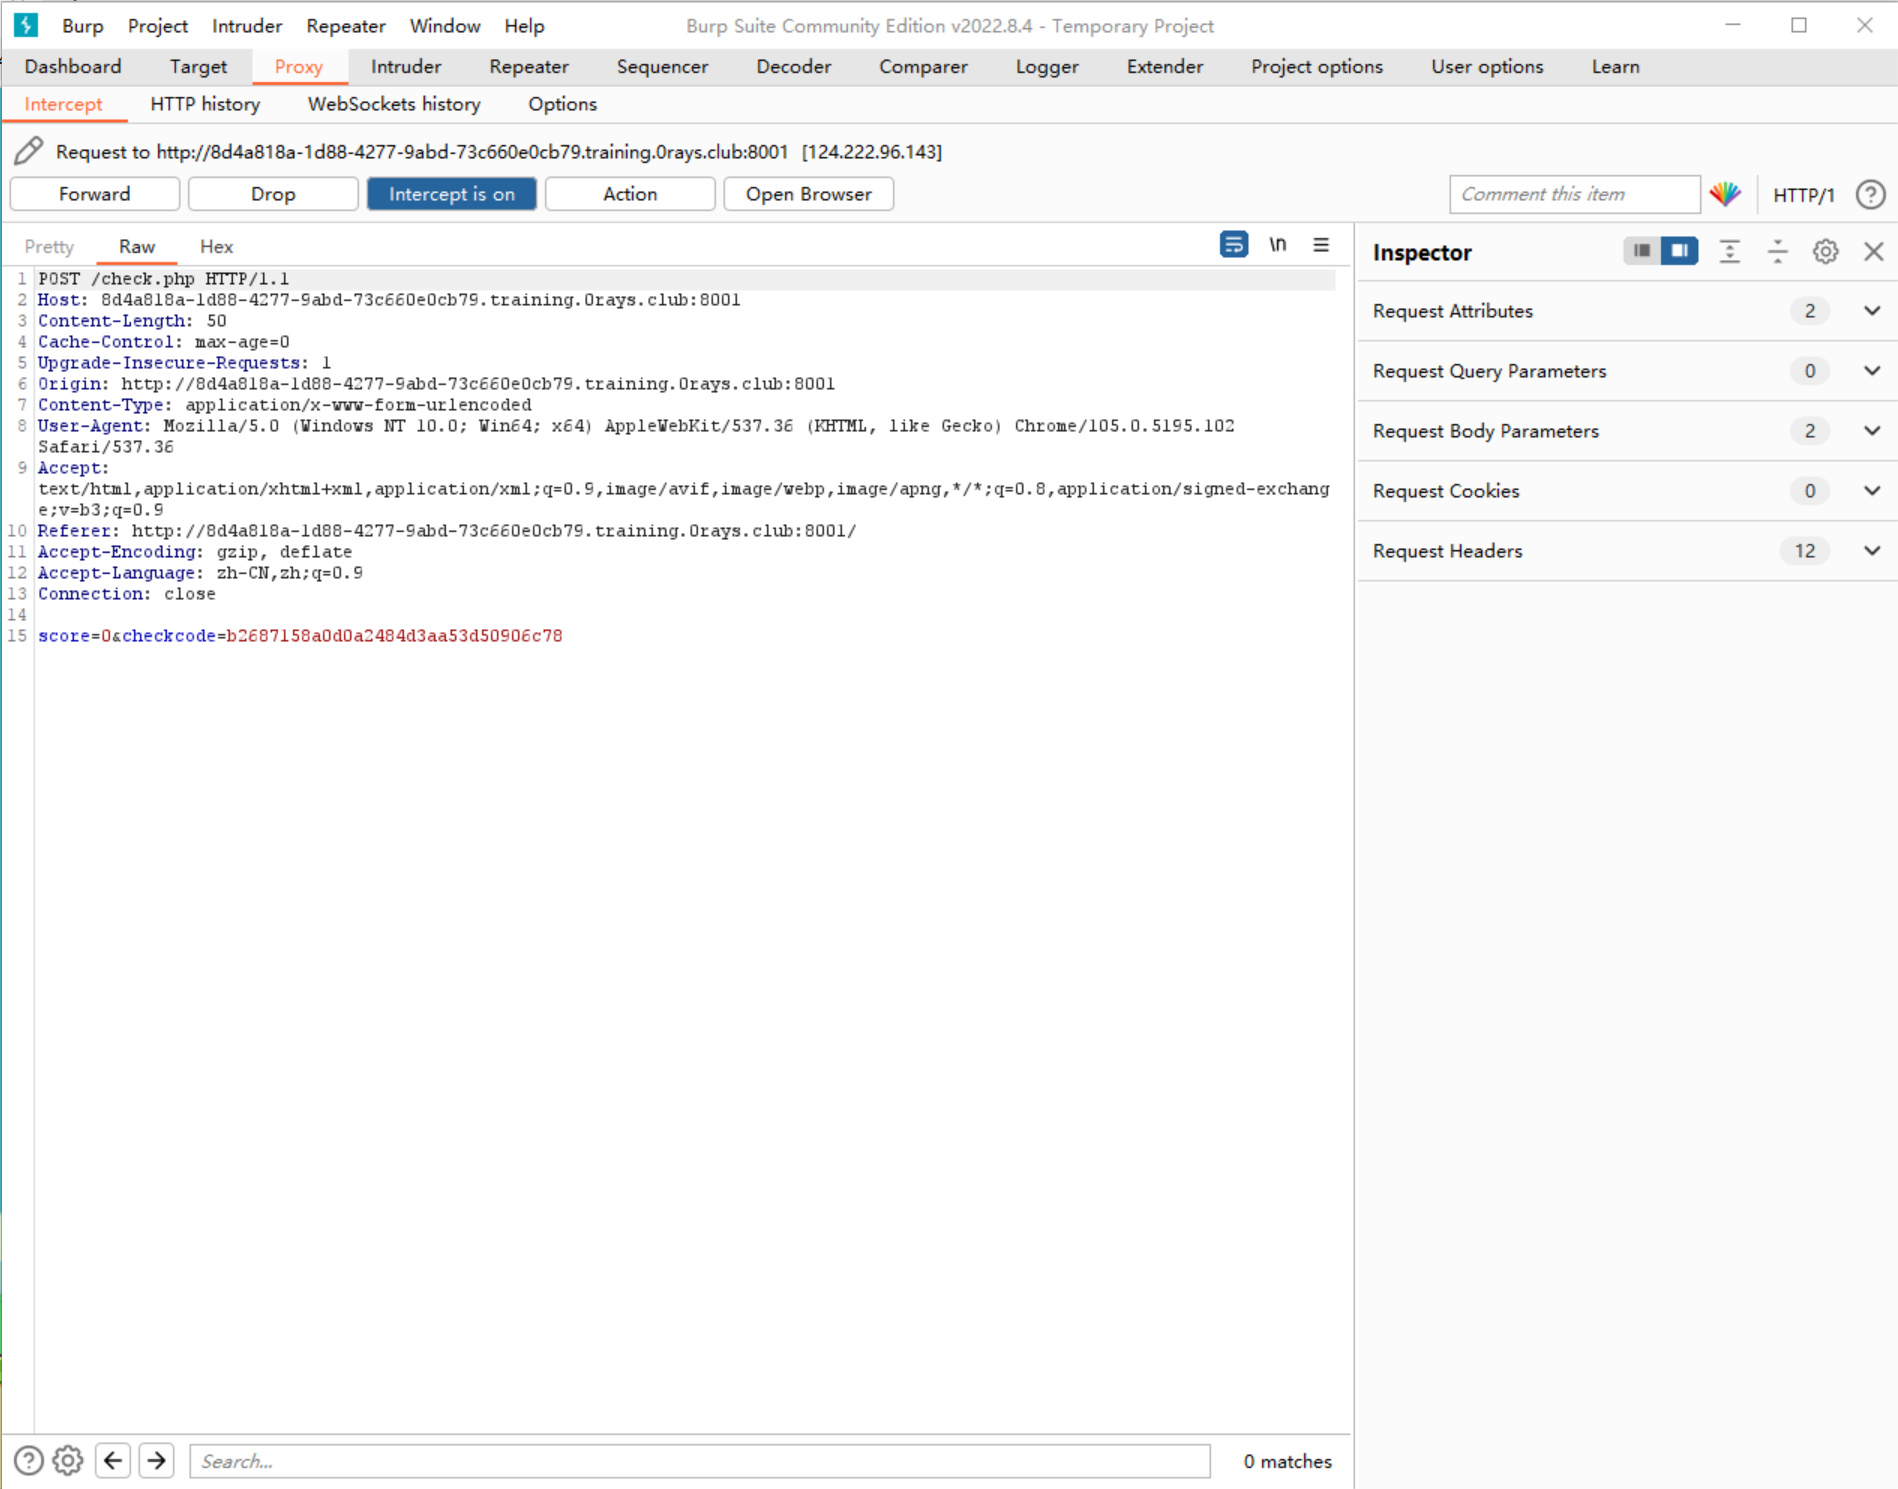 Burp Project Intruder Repeater Window Help Burp Suite Community Edition v2022.8.4 - Temporary Project
Dashboard Target Proxy Intruder Repeater Sequencer Decoder Comparer Logger Extender Project options User options Learn
Intercept HTTP history WebSockets history Options
Request to http://8d4a818a-1d88-4277-9abd-73c660e0cb79.training.0rays.club:8001 [124.222.96.143]
Forward Drop Intercept is on Action Open Browser Comment this item HTTP/1
Pretty Raw Hex \n
Inspector
1 POST /check.php HTTP/1.1
2 Host: 8d4a818a-1d88-4277-9abd-73c660e0cb79.training.0rays.club:8001
3 Content-Length: 50
4 Cache-Control: max-age=0
5 Upgrade-Insecure-Requests: 1
6 Origin: http://8d4a818a-1d88-4277-9abd-73c660e0cb79.training.0rays.club:8001
7 Content-Type: application/x-www-form-urlencoded
8 User-Agent: Mozilla/5.0 (Windows NT 10.0; Win64; x64) AppleWebKit/537.36 (KHTML, like Gecko) Chrome/105.0.5195.102
Safari/537.36
9 Accept:
text/html,application/xhtml+xml,application/xml;q=0.9,image/avif,image/webp,image/apng,*/*;q=0.8,application/signed-exchang
e;v=b3;q=0.9
10 Referer: http://8d4a818a-1d88-4277-9abd-73c660e0cb79.training.0rays.club:8001/
11 Accept-Encoding: gzip, deflate
12 Accept-Language: zh-CN,zh;q=0.9
13 Connection: close
14
15 score=0&checkcode=b2687158a0d0a2484d3aa53d50906c78
Request Attributes 2
Request Query Parameters 0
Request Body Parameters 2
Request Cookies 0
Request Headers 12
Search... 0 matches